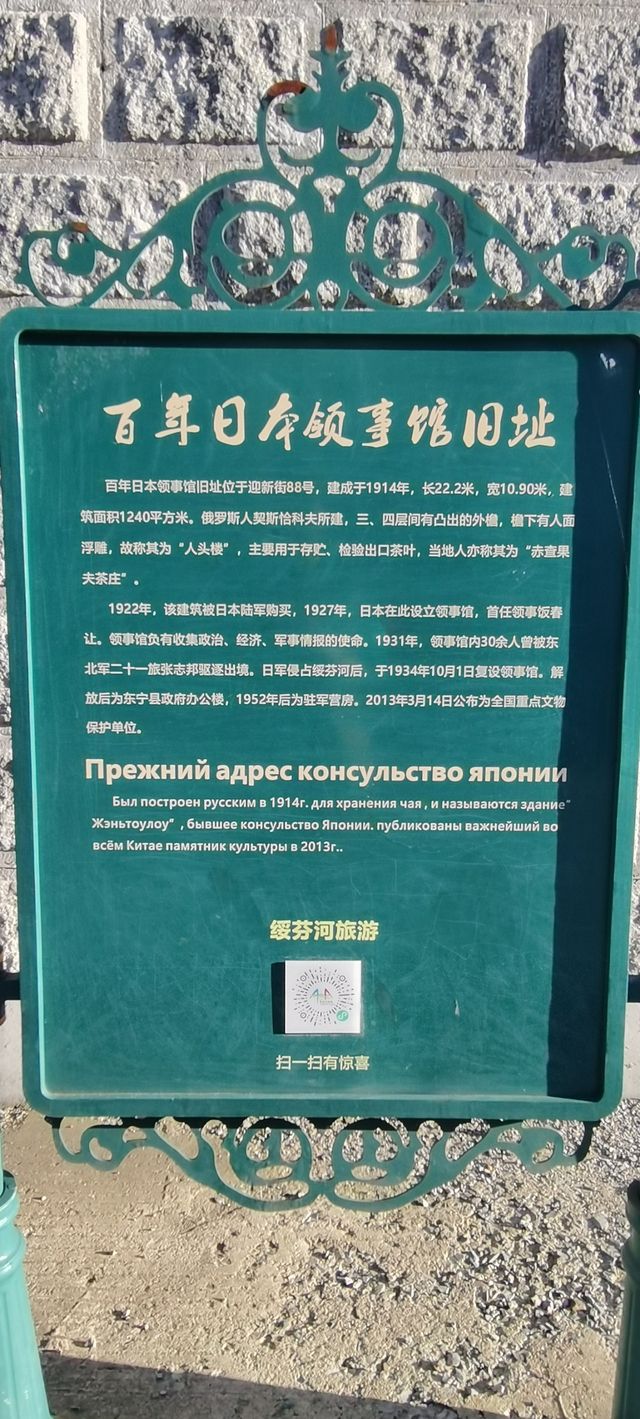 百年日本领事馆旧址
百年日本领事馆旧址位于迎新街88号，建成于1914年，长22.2米，宽10.90米，建
筑面积1240平方米。俄罗斯人契斯恰科夫所建，三、四层间有凸出的外檐，檐下有人面
浮雕，故称其为“人头楼”，主要用于存贮、检验出口茶叶，当地人亦称其为“赤查果
夫茶庄”。
1922年，该建筑被日本陆军购买，1927年，日本在此设立领事馆，首任领事饭春
让。领事馆负有收集政治、经济、军事情报的使命。1931年，领事馆内30余人曾被东
北军二十一旅张志邦驱逐出境。日军侵占绥芬河后，于1934年10月1日复设领事馆。解
放后为东宁县政府办公楼，1952年后为驻军营房。2013年3月14日公布为全国重点文物
保护单位。
Прежний адрес консульство японии
Был построен русским в 1914г. для хранения чая , и называются здание"
Жэньтоулоу" , бывшее консульство Японии. публикованы важнейший во
всём Китае памятник культуры в 2013г..
绥芬河旅游
扫一扫有惊喜